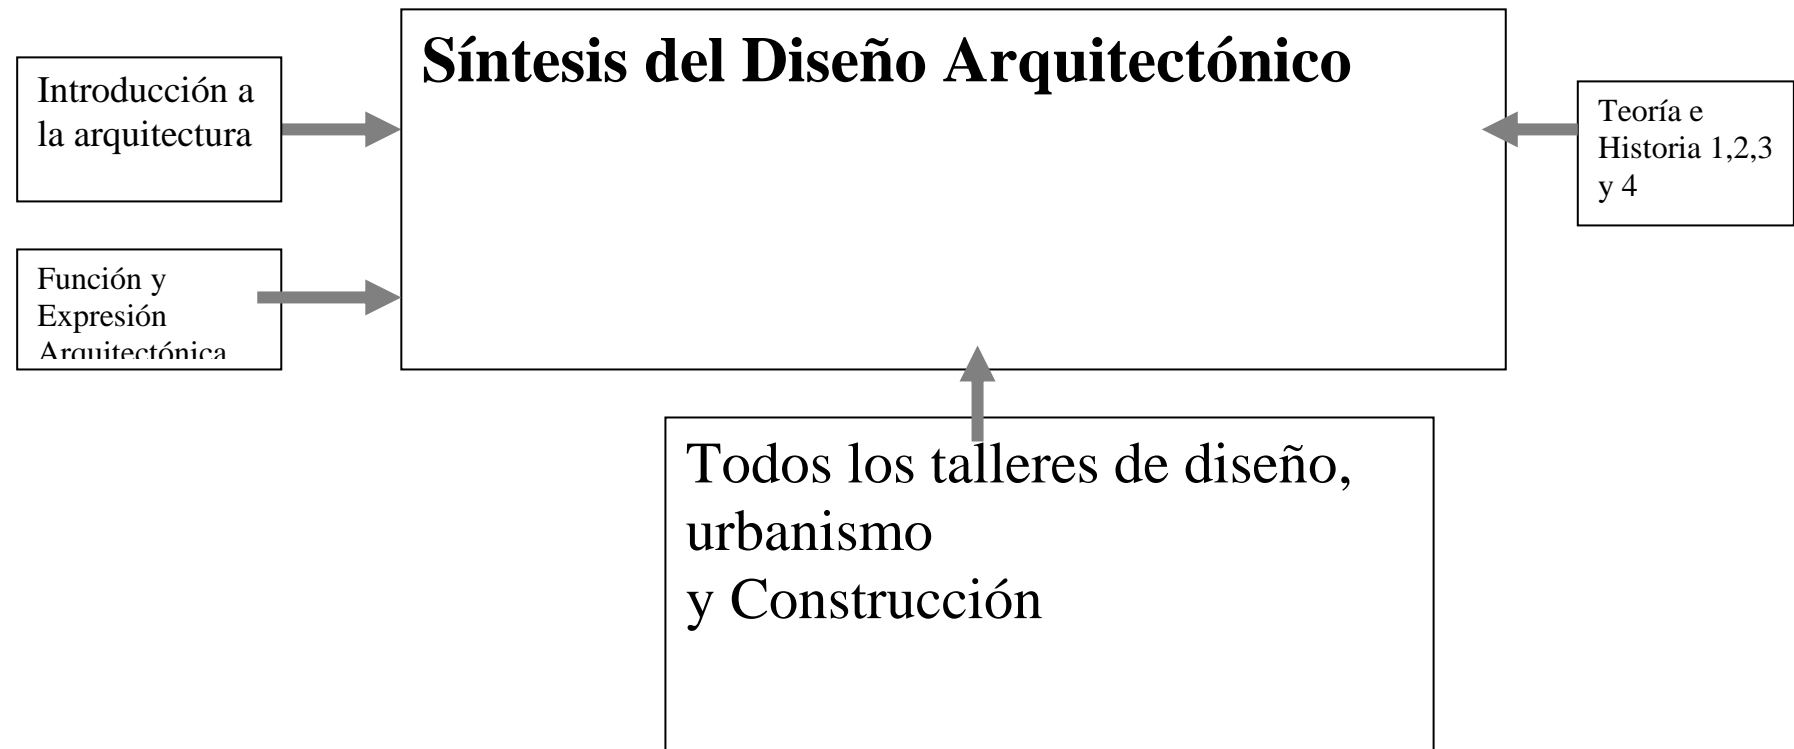 Síntesis del Diseño Arquitectónico
Introducción a
la arquitectura
Teoría e
Historia 1,2,3
y 4
Función y
Expresión
Arquitectónica
Todos los talleres de diseño,
urbanismo
y Construcción